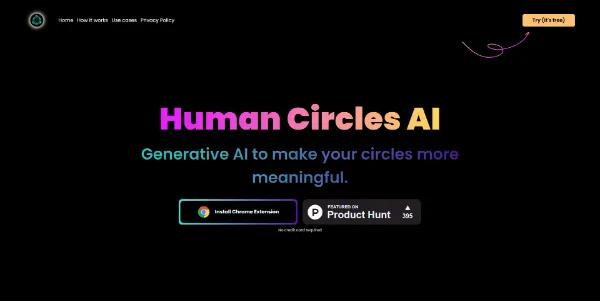 Home How it works Use cases Privacy Policy
Try (it's free)
Human Circles AI
Generative AI to make your circles more
meaningful.
Install Chrome Extension
P
FEATURED ON
Product Hunt
395
No credit card required